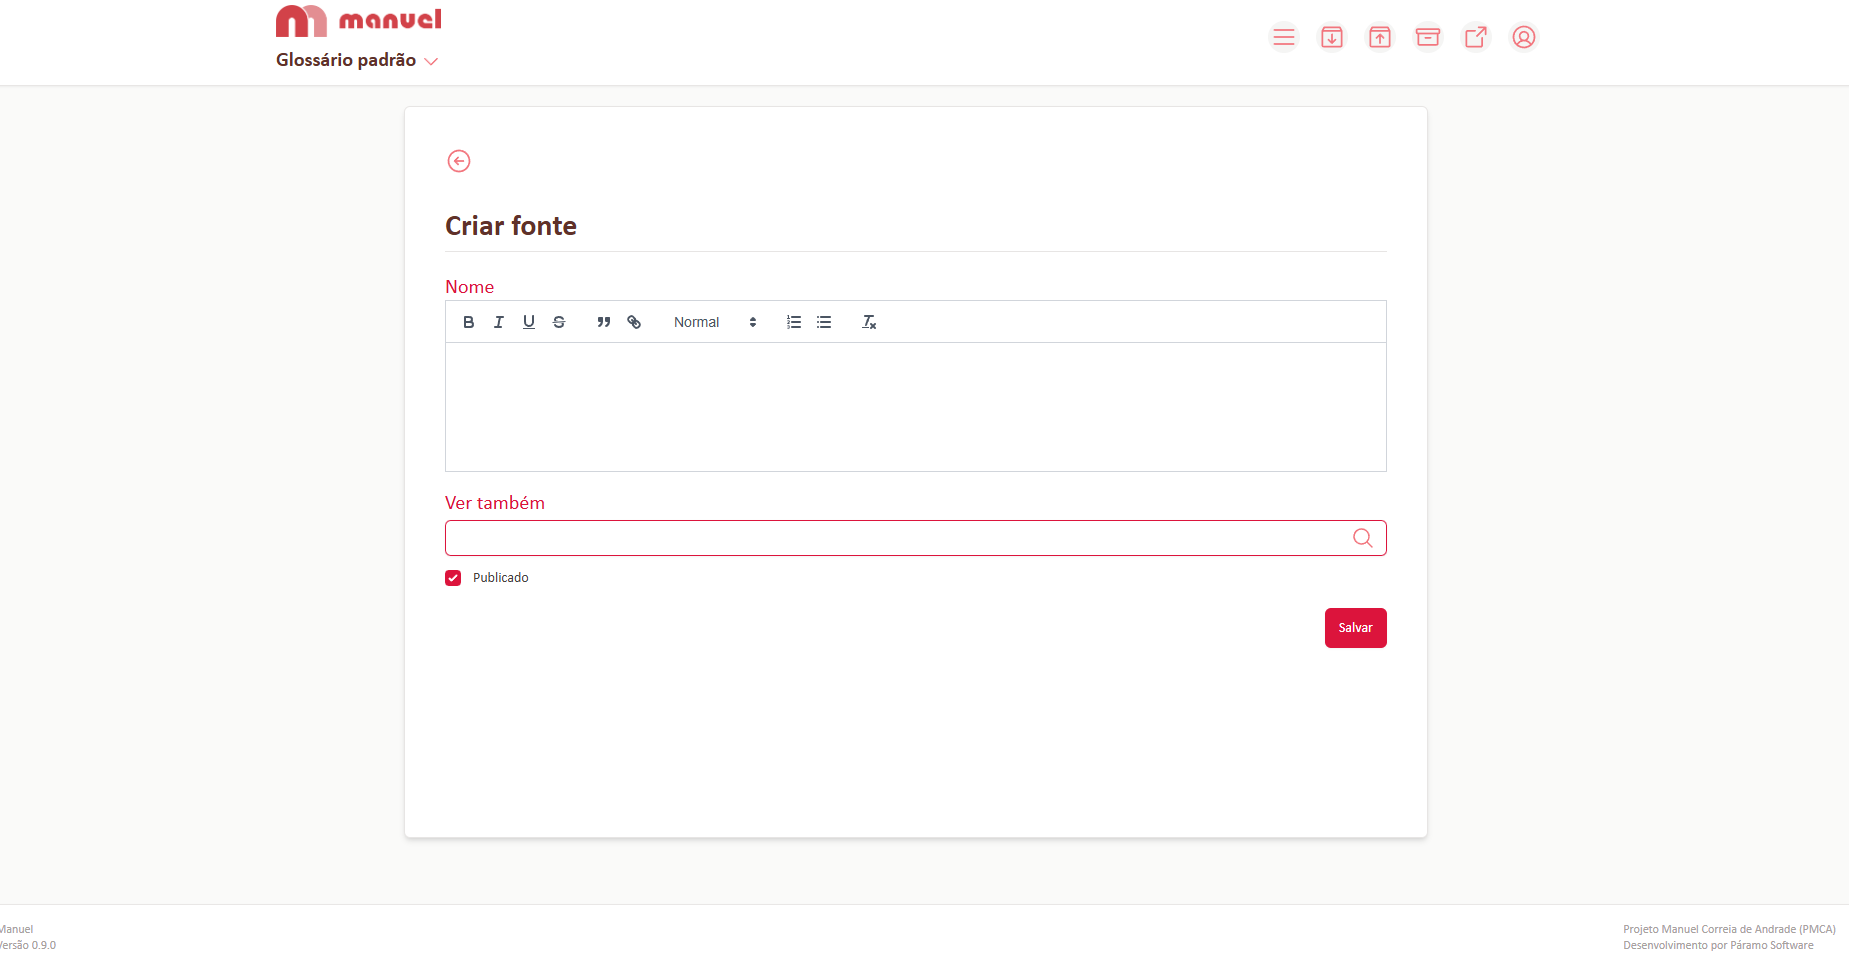 manuel
Glossário padrão
Criar fonte
Nome
Normal
Ver também
Publicado
Salvar
Manuel
Versão 0.9.0
Projeto Manuel Correia de Andrade (PMCA)
Desenvolvimento por Páramo Software